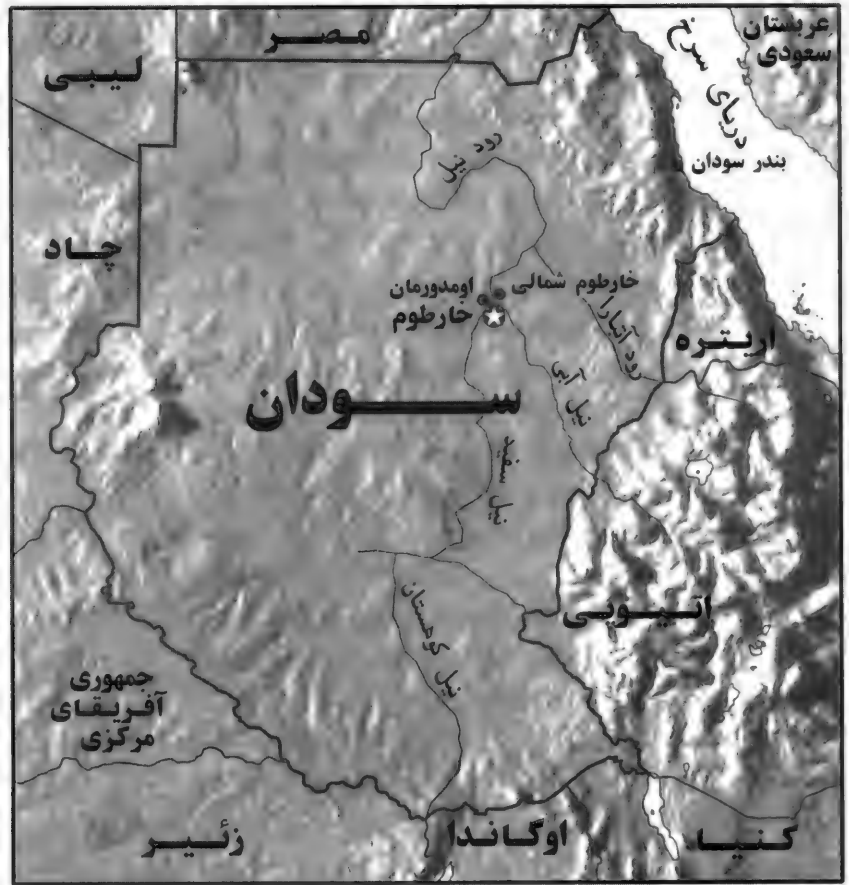 عربستان
سعودی
مصر
لیبی
دریای سرخ
بندر سودان
رود نیل
چاد
خارطوم شمالی
اومدورمان
خارطوم
رود آتبارا
اریتره
نیل آبی
سودان
نیل سفید
اتیوپی
نیل کوهستان
جمهوری
آفریقای
مرکزی
زئیر
اوگاندا
کنیا